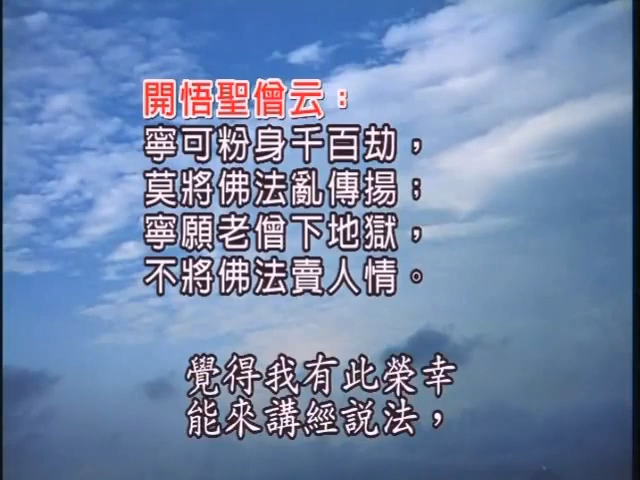 開悟聖僧云：
寧可粉身千百劫，
莫將佛法亂傳揚；
寧願老僧下地獄，
不將佛法賣人情。
覺得我有此榮幸
能來講經說法，